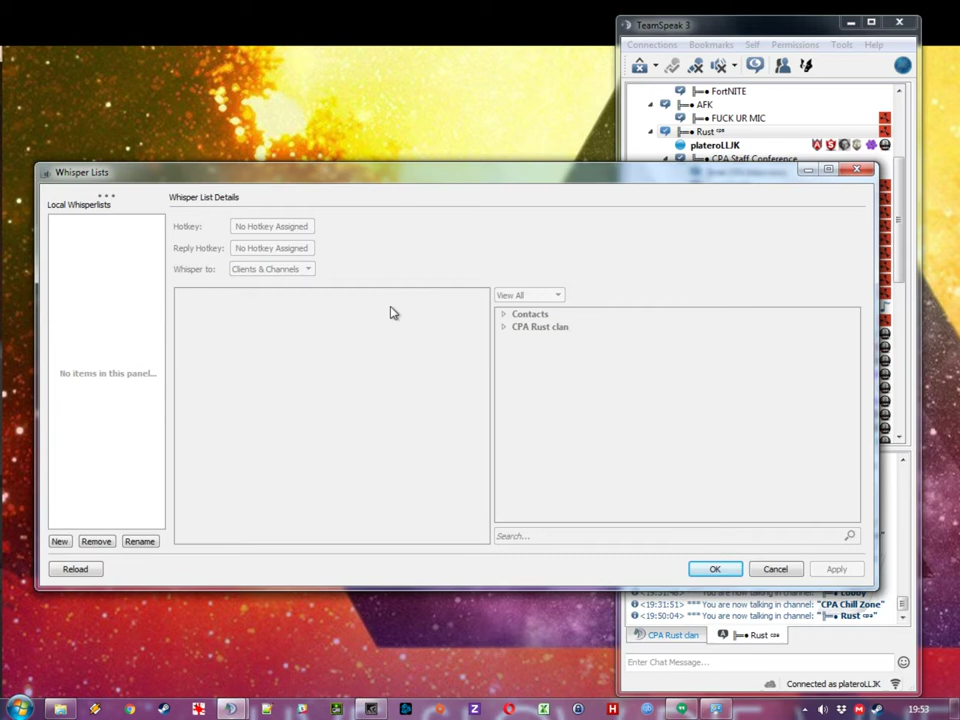 TeamSpeak 3
Connections Bookmarks Self Permissions Tools Help
FortNITE
AFK
FUCK UR MIC
Rust
plateroLLJK
CPA Staff Conference
Whisper Lists
Local Whisperlists
Whisper List Details
Hotkey: No Hotkey Assigned
Reply Hotkey: No Hotkey Assigned
Whisper to: Clients & Channels
View All
Contacts
CPA Rust clan
No items in this panel...
Search...
New Remove Rename
Reload OK Cancel Apply
<19:31:51> *** You are now talking in channel: "CPA Chill Zone"
<19:50:04> *** You are now talking in channel: "╠═● Rust"
CPA Rust clan ╠═● Rust
Enter Chat Message...
Connected as plateroLLJK
19:53